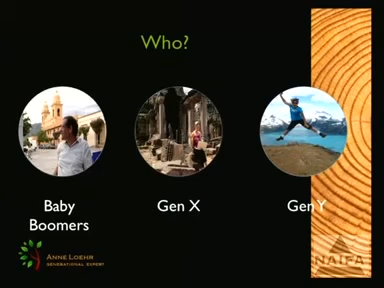 Who?
Baby
Boomers
Gen X
Gen Y
ANNE LOEHR
GENERATIONAL EXPERT
NAIFA